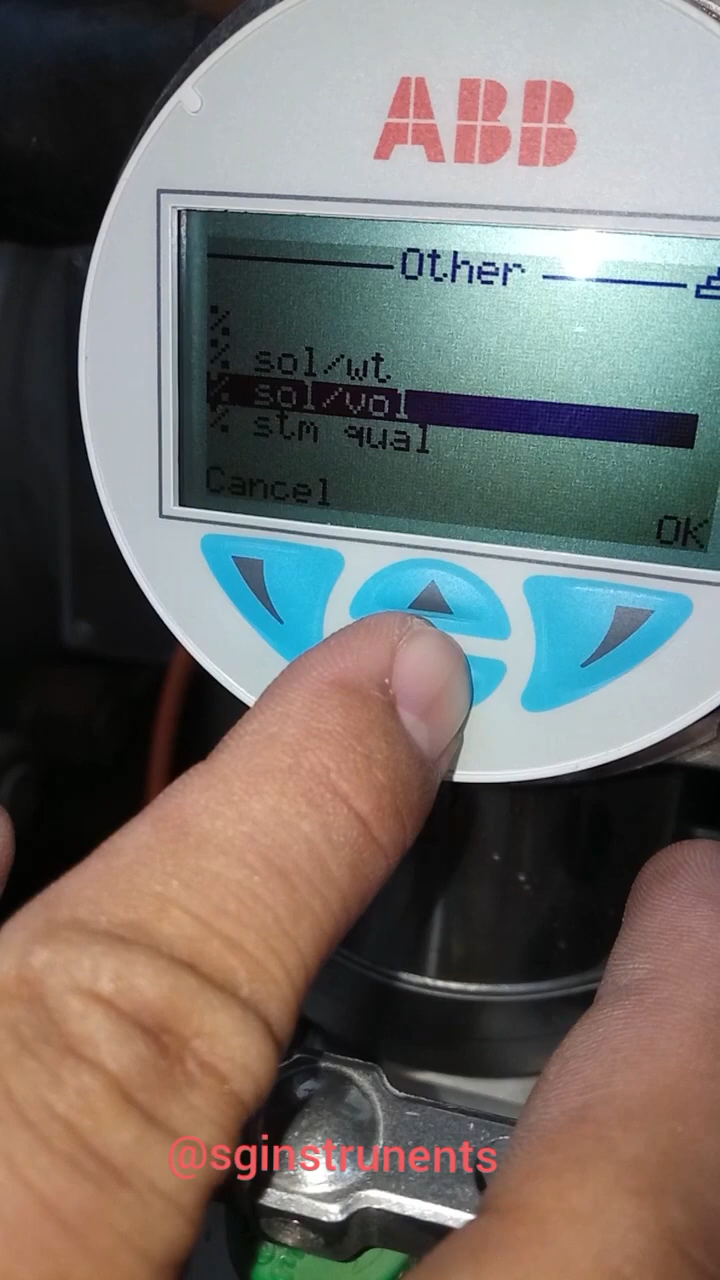 ABB
Other
%
% sol/wt
% sol/vol
% stm qual
Cancel
OK
@sginstrunents